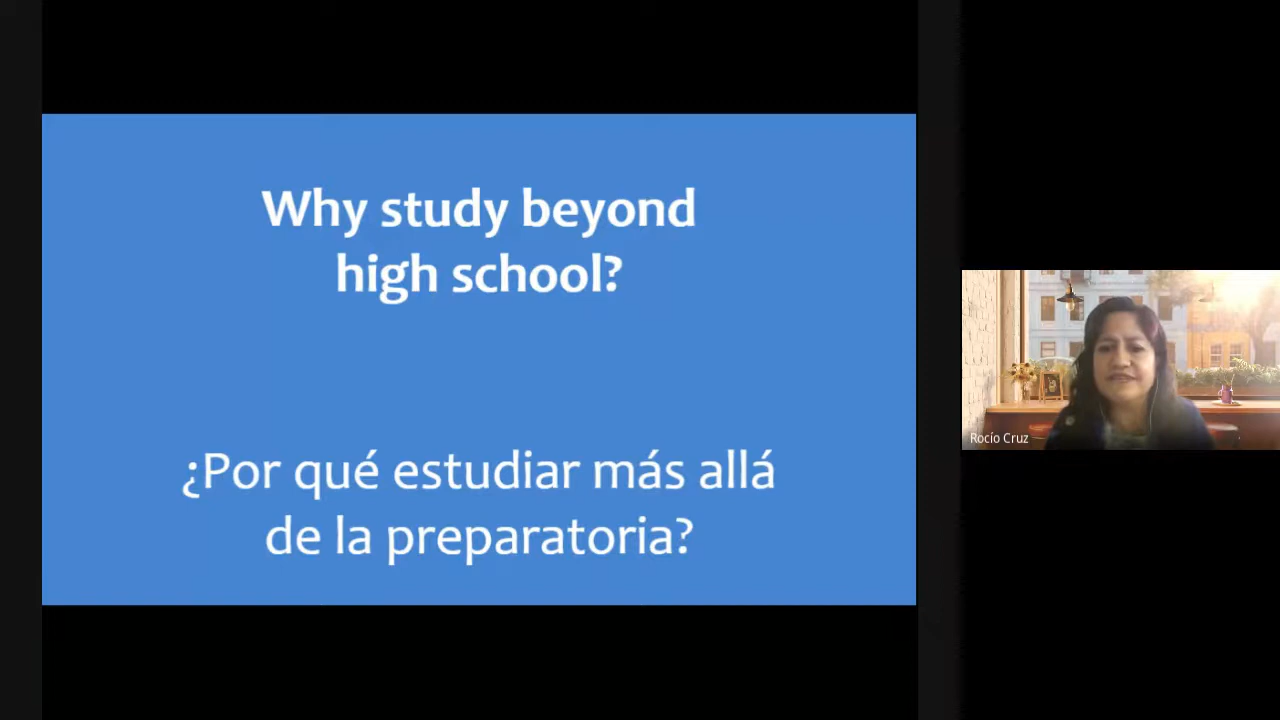 Why study beyond
high school?
¿Por qué estudiar más allá
de la preparatoria?
Rocío Cruz